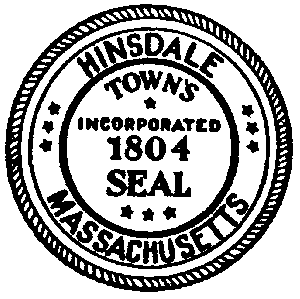 HINSDALE
TOWN'S
INCORPORATED
1804
SEAL
MASSACHUSETTS